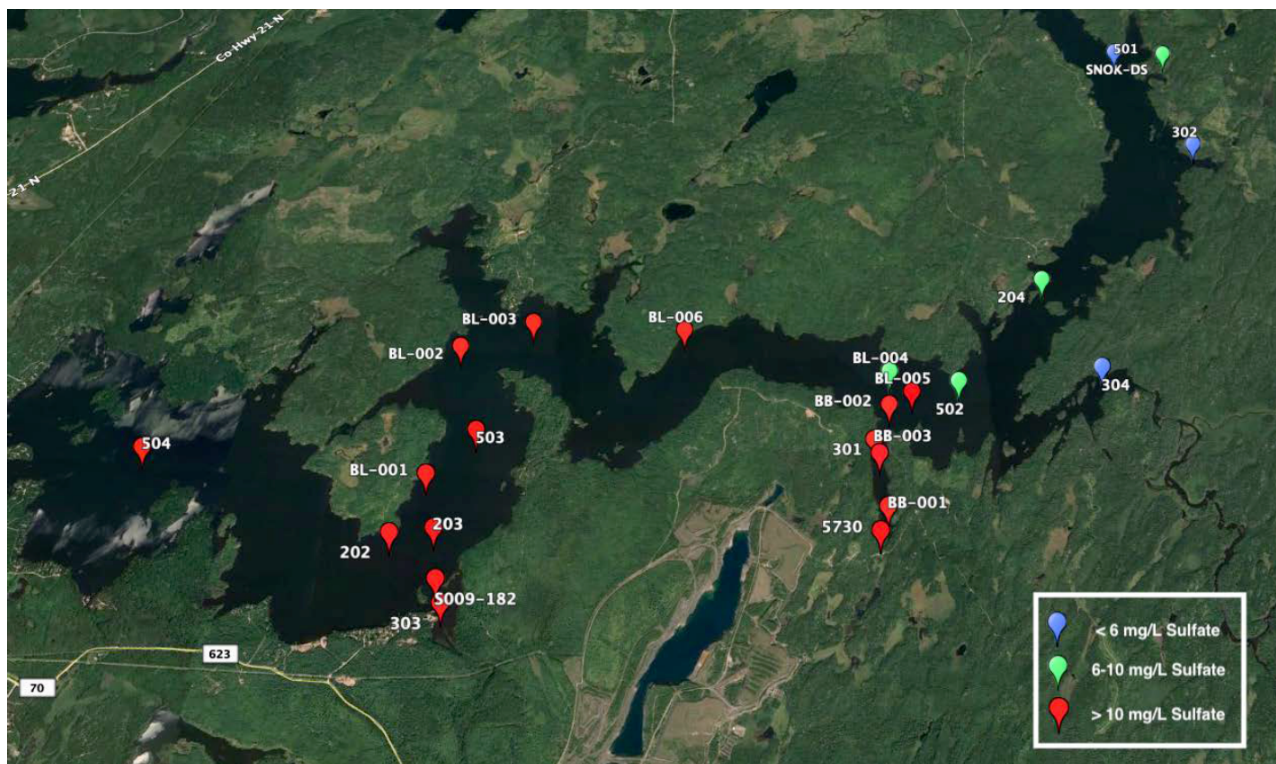 Co Hwy 21-N
21-N
501
SNOK-DS
302
204
BL-003
BL-006
BL-002
BL-004
304
BL-005
BB-002
502
503
BB-003
504
301
BL-001
BB-001
203
5730
202
S009-182
303
623
70
< 6 mg/L Sulfate
6-10 mg/L Sulfate
> 10 mg/L Sulfate